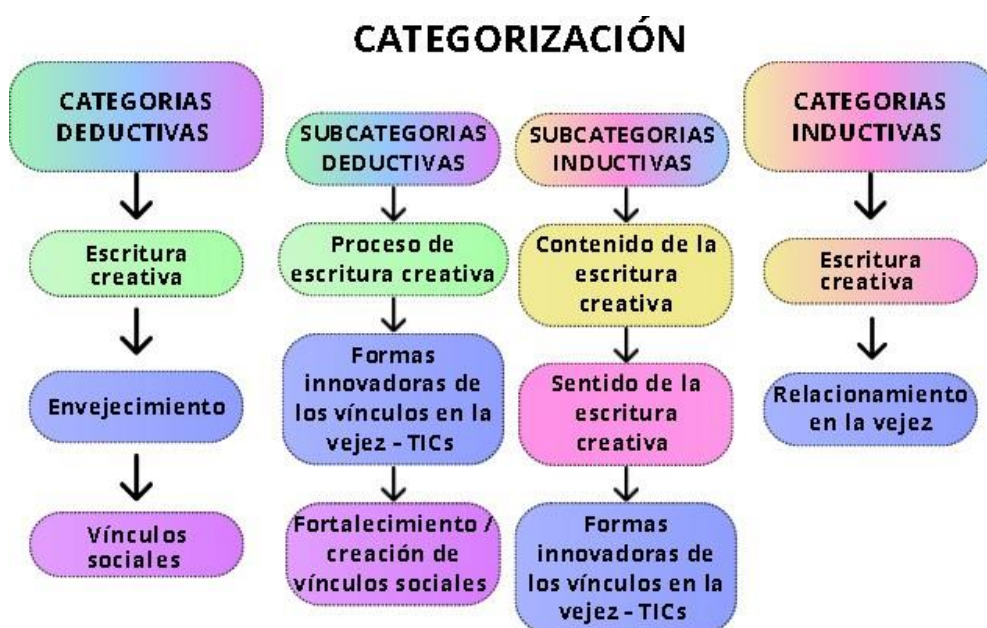 CATEGORIZACIÓN
CATEGORIAS
DEDUCTIVAS
Escritura
creativa
Envejecimiento
Vínculos
sociales
SUBCATEGORIAS
DEDUCTIVAS
Proceso de
escritura creativa
Formas
innovadoras de
los vínculos en la
vejez - TICs
Fortalecimiento /
creación de
vínculos sociales
SUBCATEGORIAS
INDUCTIVAS
Contenido de la
escritura
creativa
Sentido de la
escritura
creativa
Formas
innovadoras de
los vínculos en la
vejez - TICs
CATEGORIAS
INDUCTIVAS
Escritura
creativa
Relacionamiento
en la vejez